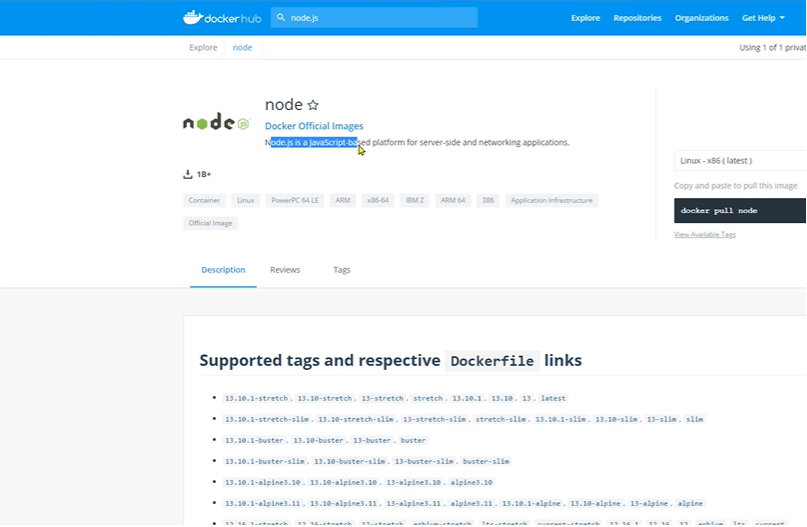 dockerhub node.js Explore Repositories Organizations Get Help
Explore node Using 1 of 1 privat
node
node
JS
Docker Official Images
Node.js is a JavaScript-based platform for server-side and networking applications.
1B+
Linux - x86 ( latest )
Copy and paste to pull this image
docker pull node
View Available Tags
Container Linux PowerPC 64 LE ARM x86-64 IBM Z ARM 64 386 Application Infrastructure
Official Image
Description Reviews Tags
Supported tags and respective Dockerfile links
13.10.1-stretch, 13.10-stretch, 13-stretch, stretch, 13.10.1, 13.10, 13, latest
13.10.1-stretch-slim, 13.10-stretch-slim, 13-stretch-slim, stretch-slim, 13.10.1-slim, 13.10-slim, 13-slim, slim
13.10.1-buster, 13.10-buster, 13-buster, buster
13.10.1-buster-slim, 13.10-buster-slim, 13-buster-slim, buster-slim
13.10.1-alpine3.10, 13.10-alpine3.10, 13-alpine3.10, alpine3.10
13.10.1-alpine3.11, 13.10-alpine3.11, 13-alpine3.11, alpine3.11, 13.10.1-alpine, 13.10-alpine, 13-alpine, alpine